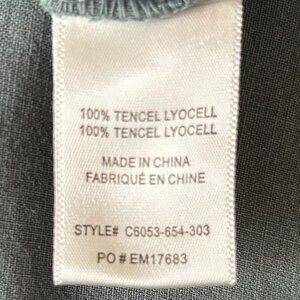 100% TENCEL LYOCELL
100% TENCEL LYOCELL
MADE IN CHINA
FABRIQUÉ EN CHINE
STYLE# C6053-654-303
PO # EM17683